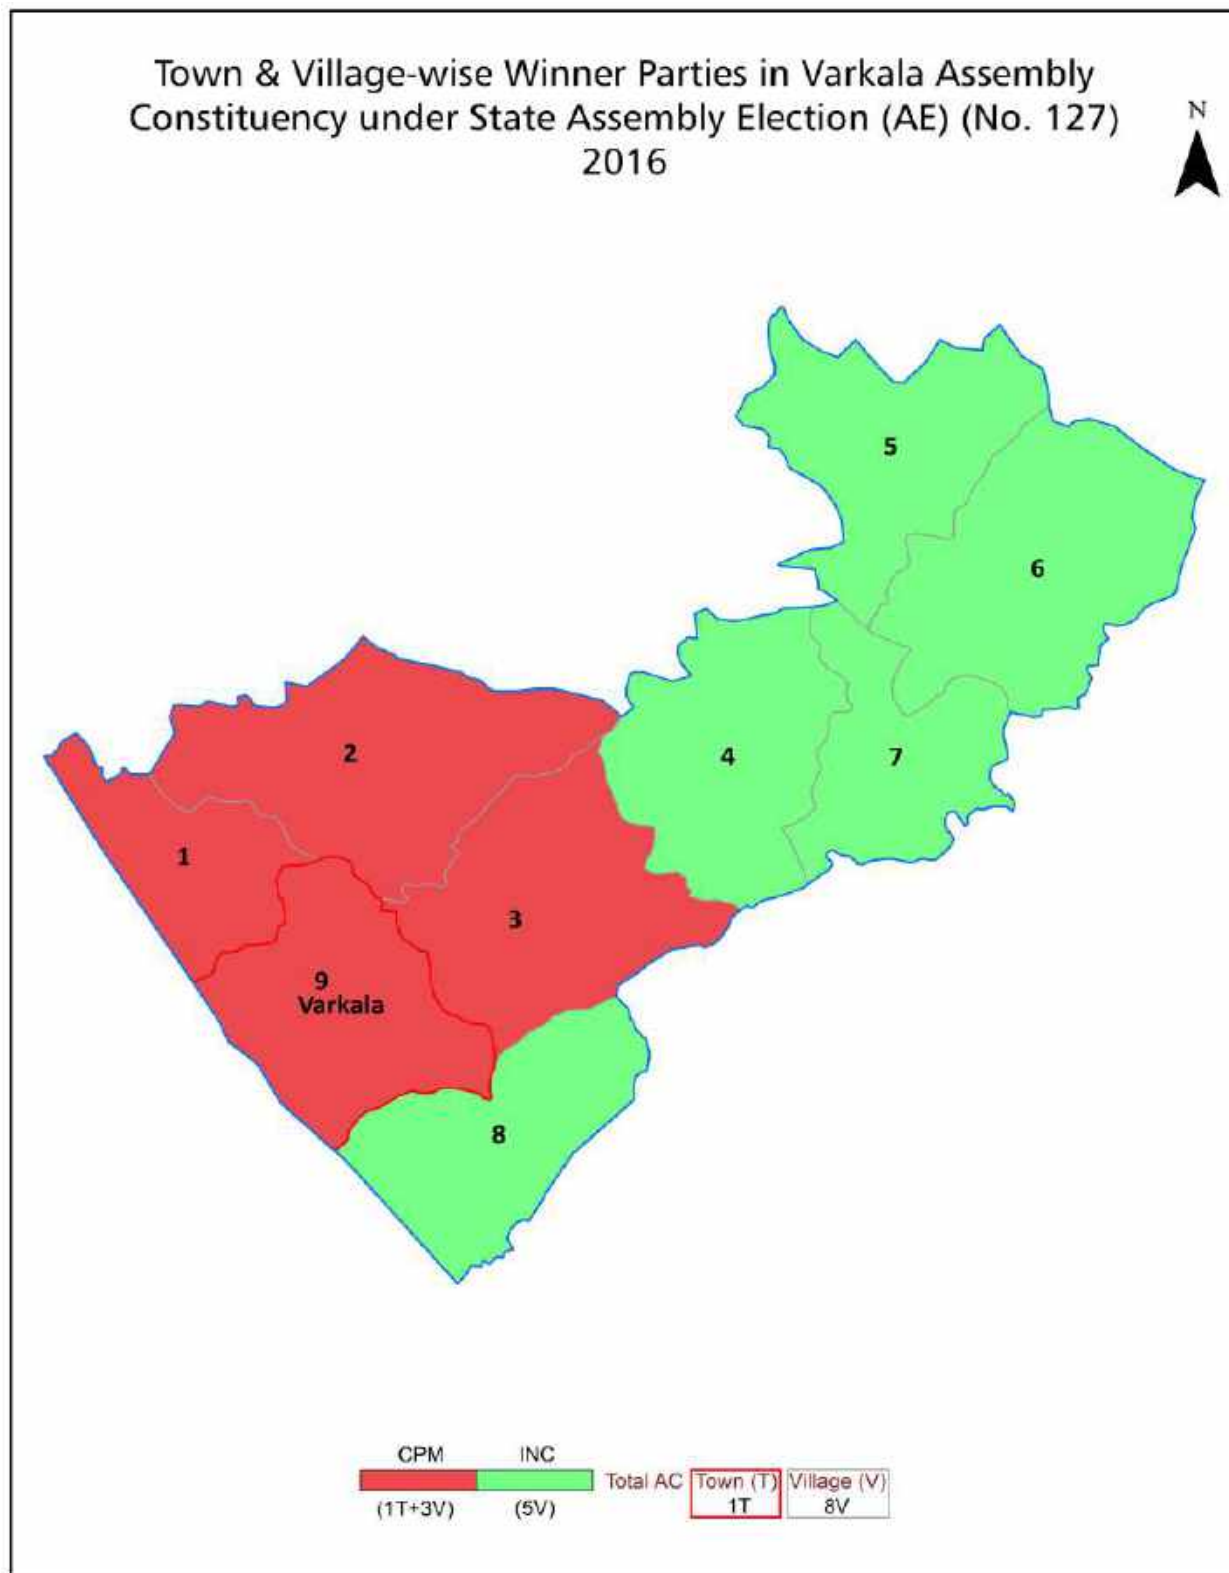 Town & Village-wise Winner Parties in Varkala Assembly
Constituency under State Assembly Election (AE) (No. 127)
2016
N
5
6
2
4
7
1
3
9
Varkala
8
CPM INC
Total AC Town (T) Village (V)
(1T+3V) (5V) 1T 8V